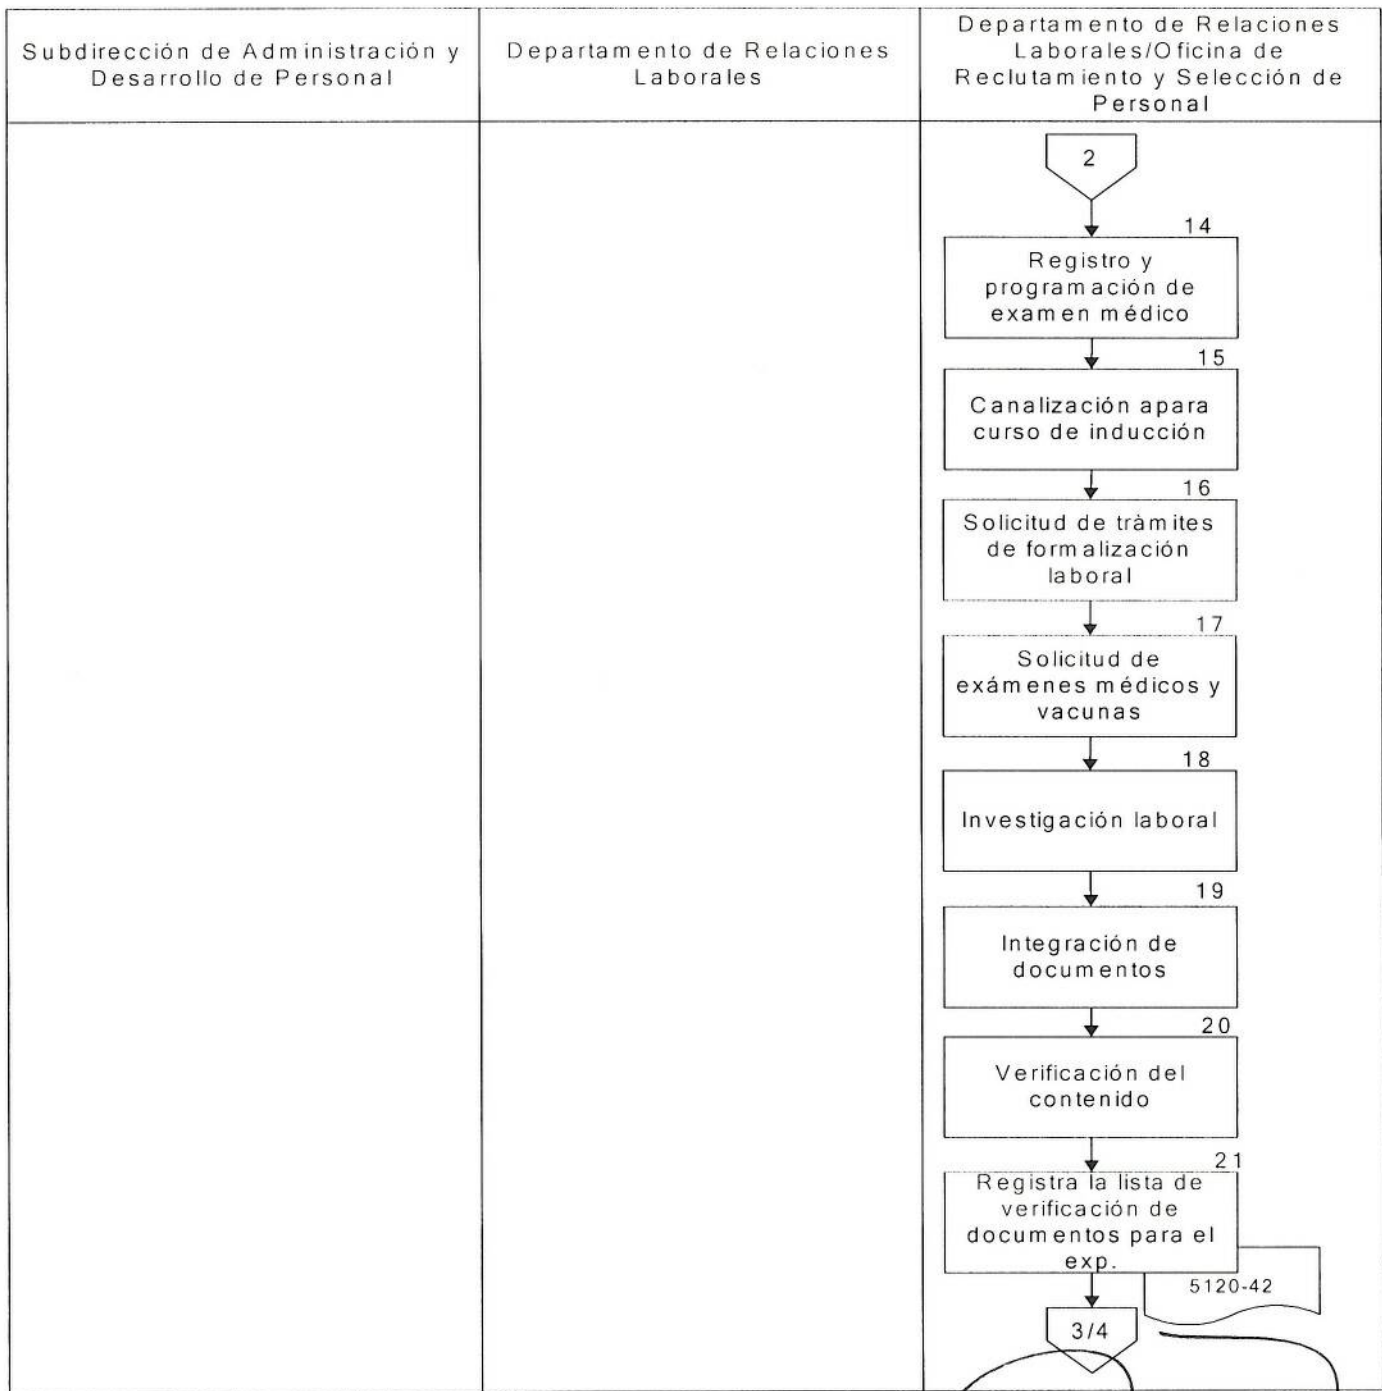 Subdirección de Administración y
Desarrollo de Personal
Departamento de Relaciones
Laborales
Departamento de Relaciones
Laborales/Oficina de
Reclutamiento y Selección de
Personal
2
14
Registro y
programación de
examen médico
15
Canalización apara
curso de inducción
16
Solicitud de tràmites
de formalización
laboral
17
Solicitud de
exámenes médicos y
vacunas
18
Investigación laboral
19
Integración de
documentos
20
Verificación del
contenido
21
Registra la lista de
verificación de
documentos para el
exp.
5120-42
3/4